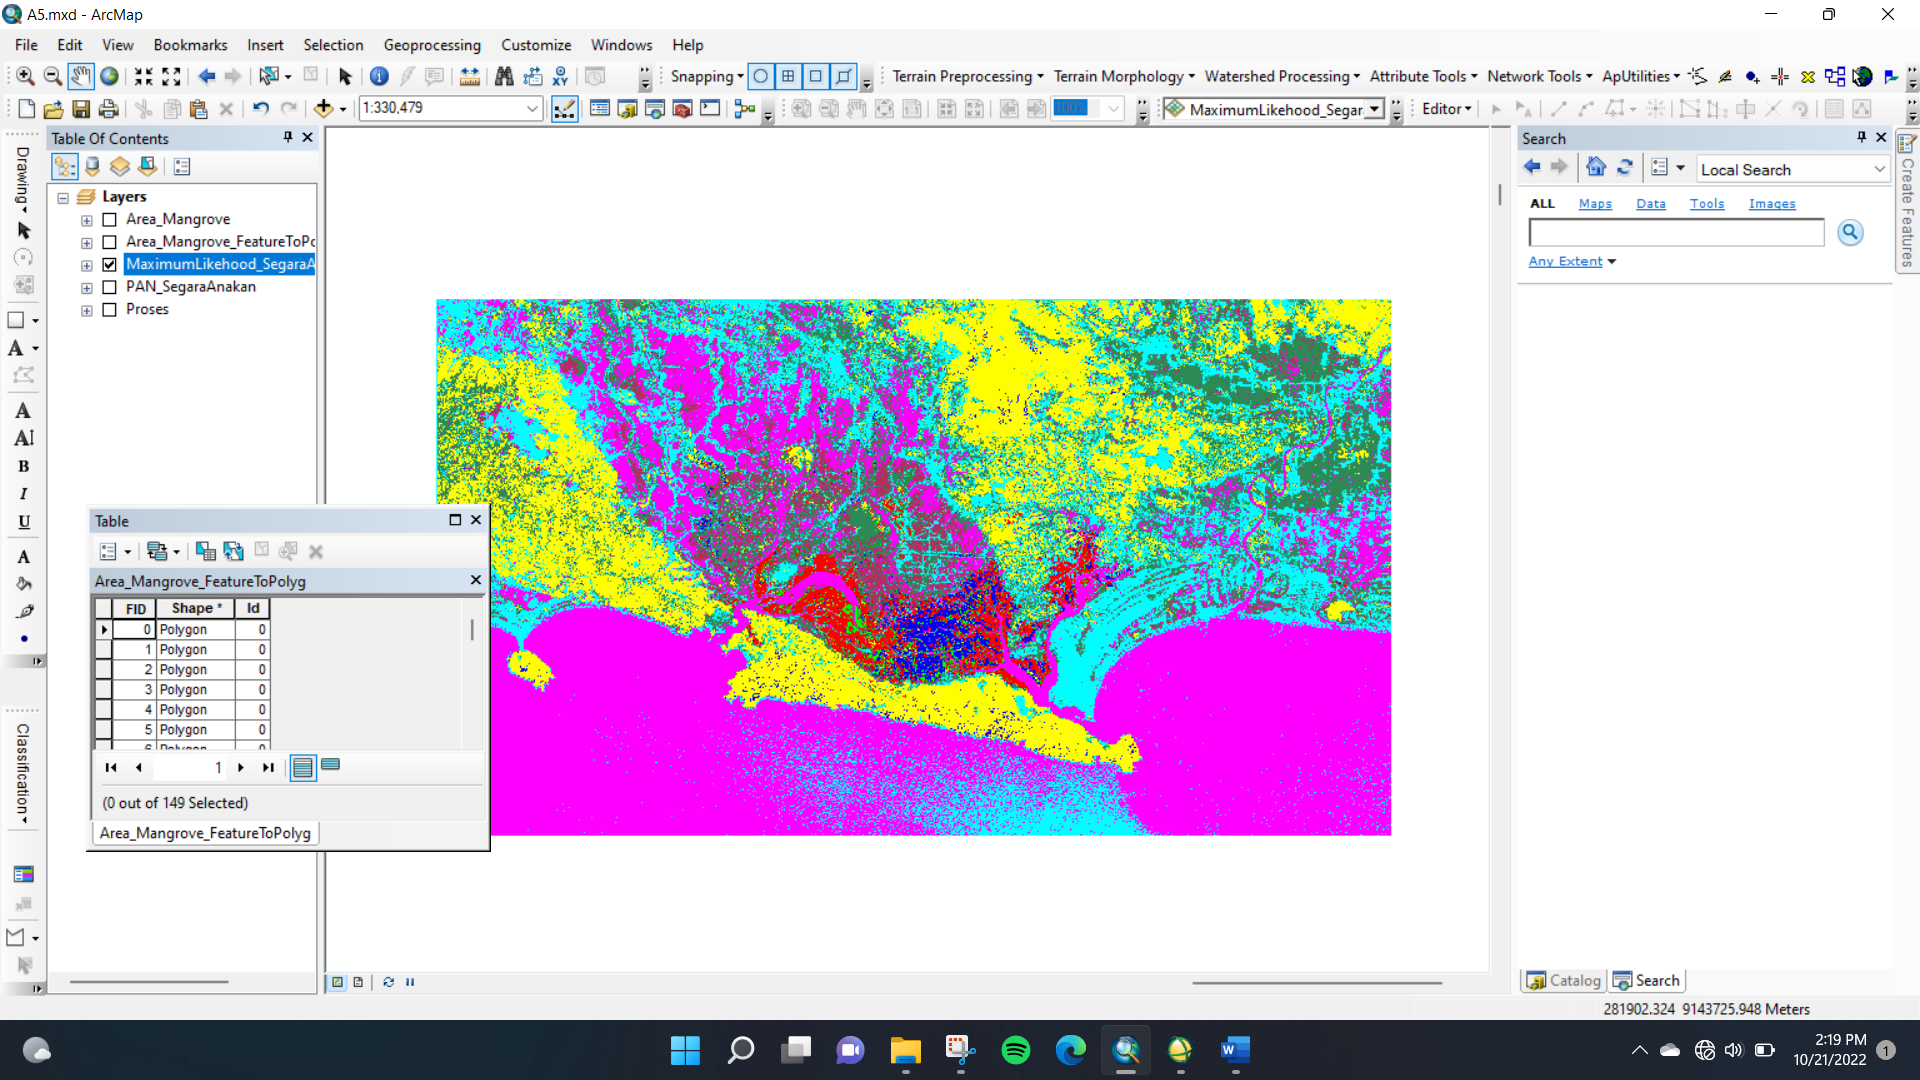 A5.mxd - ArcMap
File Edit View Bookmarks Insert Selection Geoprocessing Customize Windows Help
Snapping Terrain Preprocessing Terrain Morphology Watershed Processing Attribute Tools Network Tools ApUtilities
1:330,479 100% MaximumLikehood_Segar Editor
Table Of Contents
Layers
Area_Mangrove
Area_Mangrove_FeatureToPo
MaximumLikehood_SegaraA
PAN_SegaraAnakan
Proses
Drawing
Classification
Table
Area_Mangrove_FeatureToPolyg
FID Shape * Id
0 Polygon 0
1 Polygon 0
2 Polygon 0
3 Polygon 0
4 Polygon 0
5 Polygon 0
6 Polygon 0
1
(0 out of 149 Selected)
Area_Mangrove_FeatureToPolyg
Search
Local Search
ALL Maps Data Tools Images
Any Extent
Create Features
Catalog Search
281902.324 9143725.948 Meters
2:19 PM
10/21/2022
1